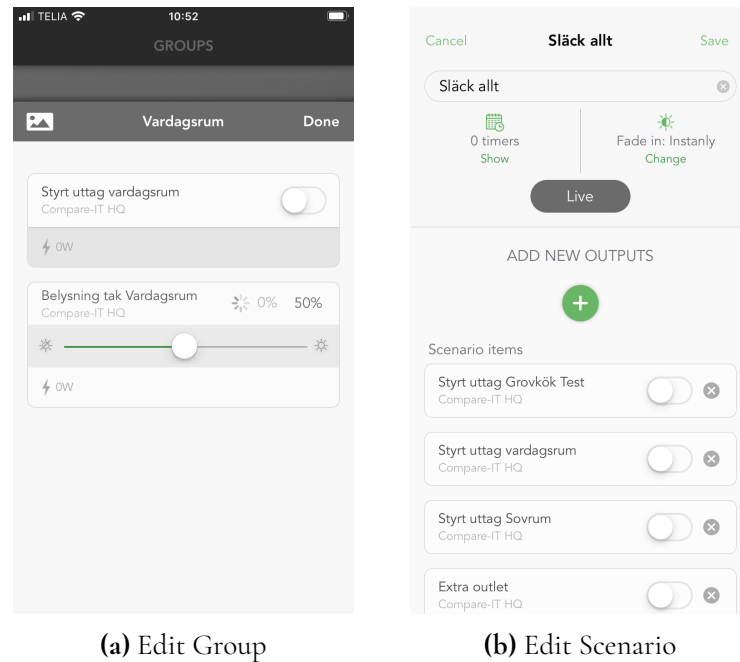 TELIA 10:52
GROUPS
Vardagsrum Done
Styrt uttag vardagsrum
Compare-IT HQ
0W
Belysning tak Vardagsrum 0% 50%
Compare-IT HQ
0W
(a) Edit Group
Cancel Släck allt Save
Släck allt
0 timers
Show
Fade in: Instanly
Change
Live
ADD NEW OUTPUTS
Scenario items
Styrt uttag Grovkök Test
Compare-IT HQ
Styrt uttag vardagsrum
Compare-IT HQ
Styrt uttag Sovrum
Compare-IT HQ
Extra outlet
Compare-IT HQ
(b) Edit Scenario